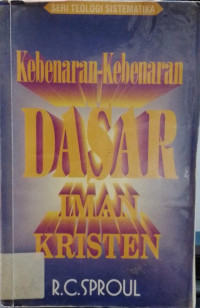 SERI TEOLOGI SISTEMATIKA
Kebenaran-Kebenaran
DASAR
IMAN
KRISTEN
R.C.SPROUL